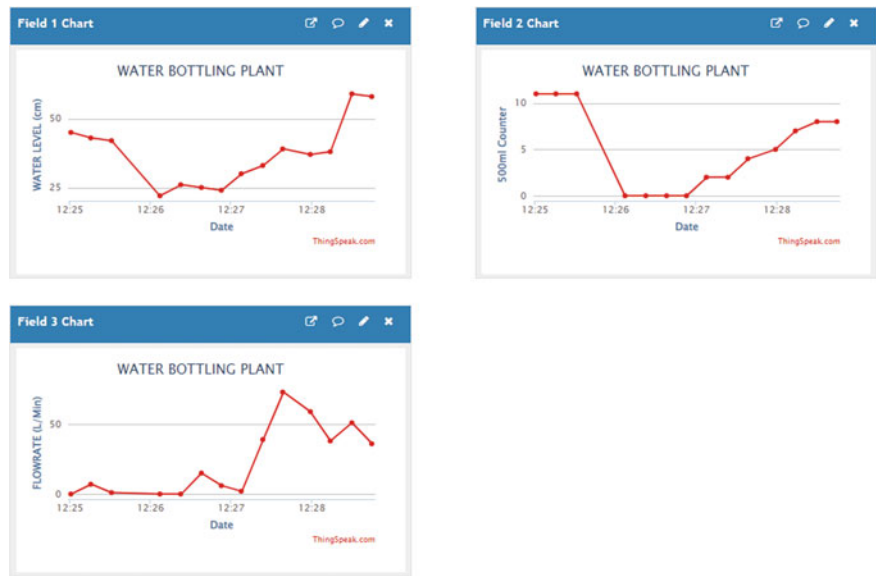 Field 1 Chart
WATER BOTTLING PLANT
WATER LEVEL (cm)
50
25
12:25 12:26 12:27 12:28
Date
ThingSpeak.com
Field 2 Chart
WATER BOTTLING PLANT
500ml Counter
10
5
0
12:25 12:26 12:27 12:28
Date
ThingSpeak.com
Field 3 Chart
WATER BOTTLING PLANT
FLOWRATE (L/Min)
50
0
12:25 12:26 12:27 12:28
Date
ThingSpeak.com